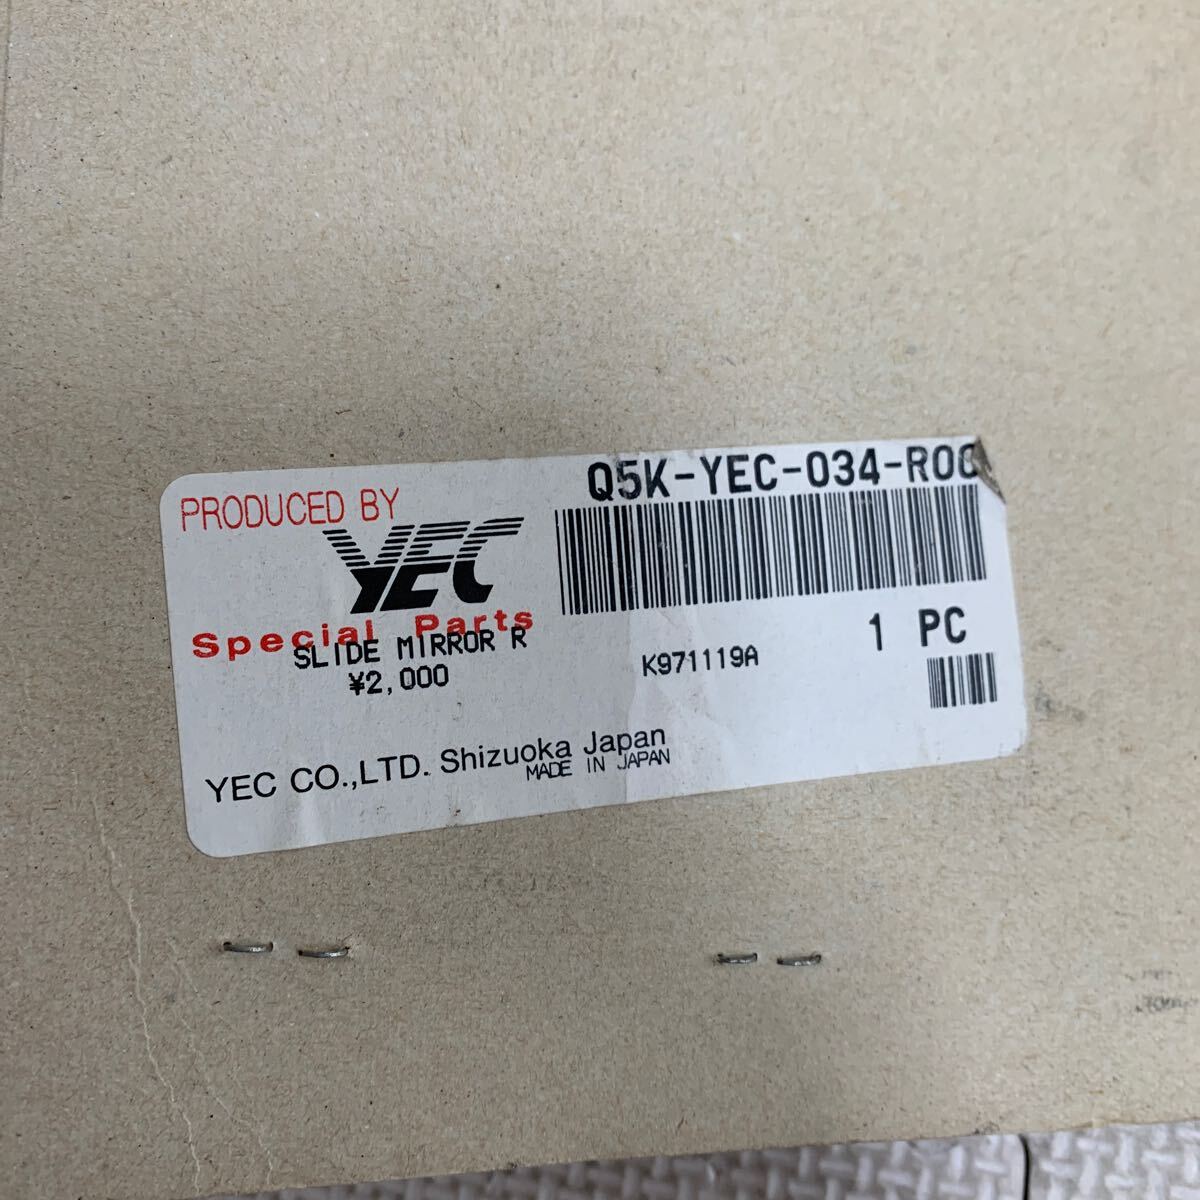 PRODUCED BY
YEC
Special Parts
SLIDE MIRROR R
¥2,000
Q5K-YEC-034-R00
K971119A
1 PC
YEC CO.,LTD. Shizuoka Japan
MADE IN JAPAN